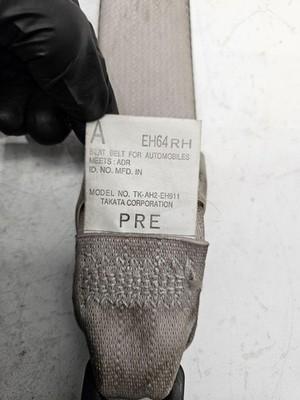 A EH64RH
SEAT BELT FOR AUTOMOBILES
MEETS : ADR
ID. NO. MFD. IN
MODEL NO. TK-AH2-EH611
TAKATA CORPORATION
PRE